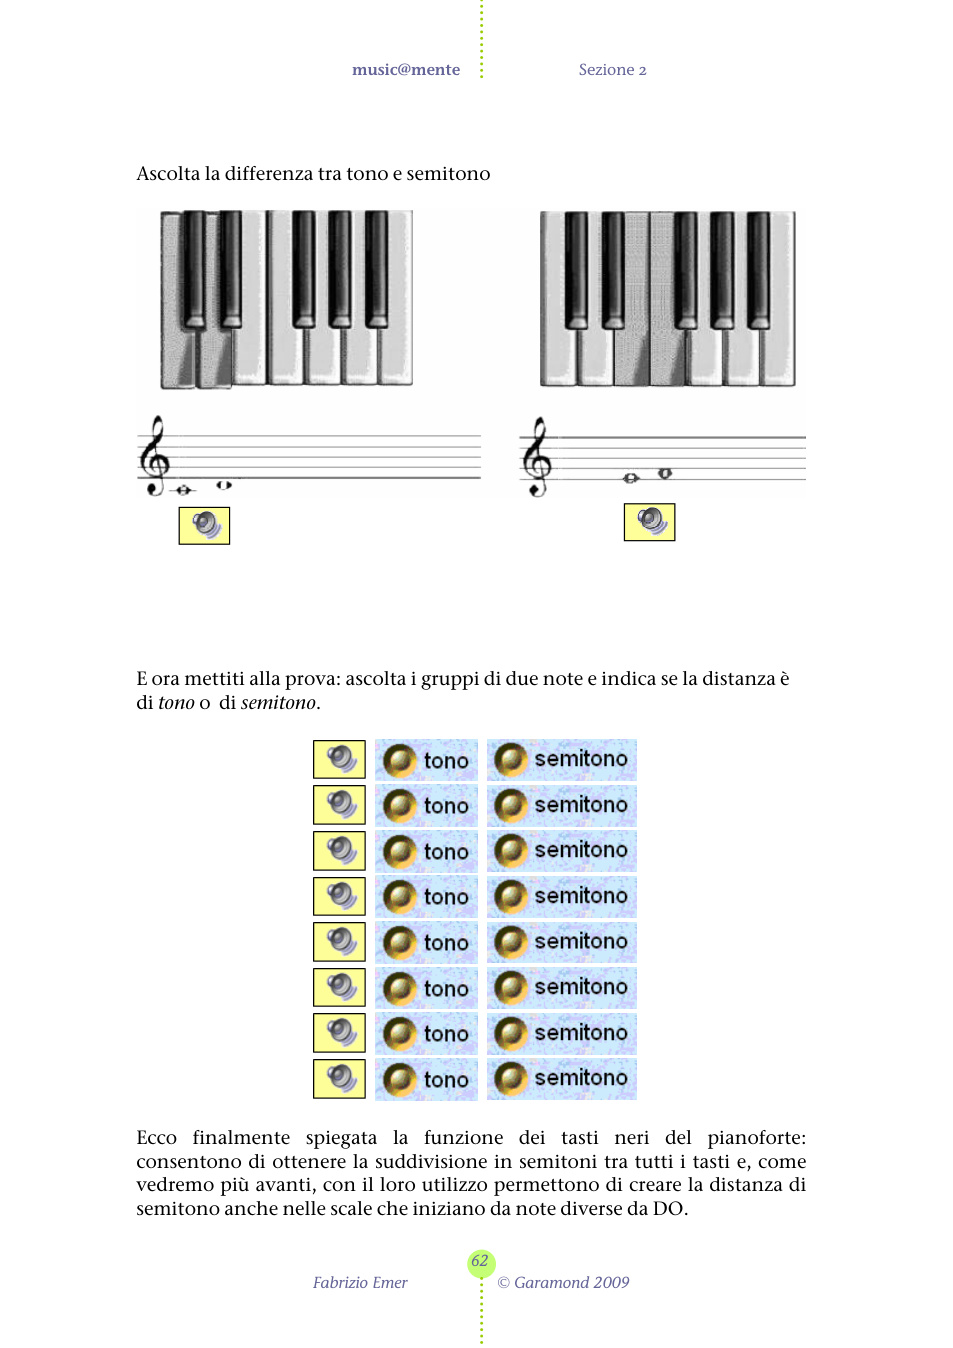 music@mente
Sezione 2
Ascolta la differenza tra tono e semitono
E ora mettiti alla prova: ascolta i gruppi di due note e indica se la distanza è
di tono o di semitono.
tono semitono
tono semitono
tono semitono
tono semitono
tono semitono
tono semitono
tono semitono
tono semitono
Ecco finalmente spiegata la funzione dei tasti neri del pianoforte:
consentono di ottenere la suddivisione in semitoni tra tutti i tasti e, come
vedremo più avanti, con il loro utilizzo permettono di creare la distanza di
semitono anche nelle scale che iniziano da note diverse da DO.
62
Fabrizio Emer
© Garamond 2009